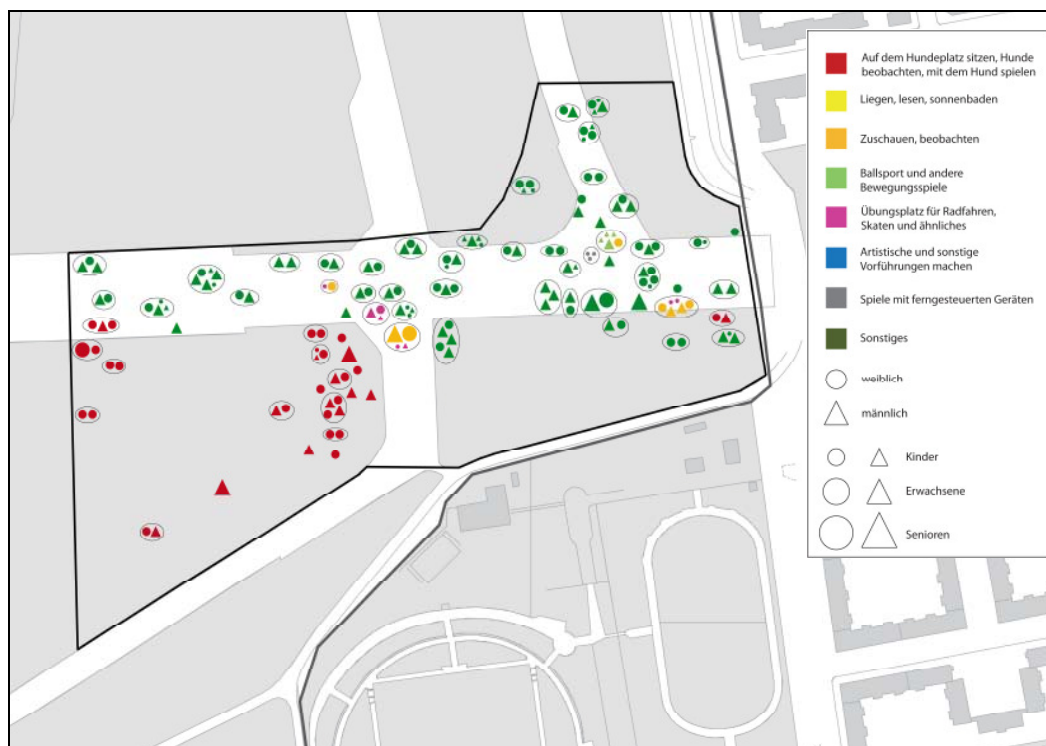 Auf dem Hundeplatz sitzen, Hunde
beobachten, mit dem Hund spielen
Liegen, lesen, sonnenbaden
Zuschauen, beobachten
Ballsport und andere
Bewegungsspiele
Übungsplatz für Radfahren,
Skaten und ähnliches
Artistische und sonstige
Vorführungen machen
Spiele mit ferngesteuerten Geräten
Sonstiges
weiblich
männlich
Kinder
Erwachsene
Senioren